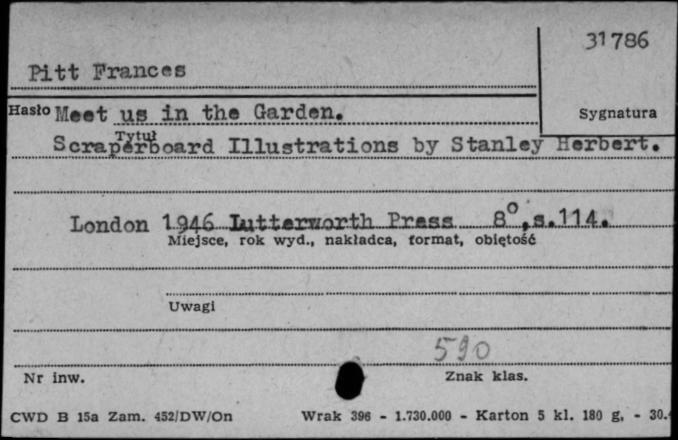 31786
Pitt Frances
Hasło Meet us in the Garden.
Sygnatura
Tytuł
Scraperboard Illustrations by Stanley Herbert.
London 1946 Lutterworth Press 8°,s.114.
Miejsce, rok wyd., nakładca, format, objętość
Uwagi
590
Nr inw.
Znak klas.
CWD B 15a Zam. 452/DW/On Wrak 396 - 1.730.000 - Karton 5 kl. 180 g, - 30.